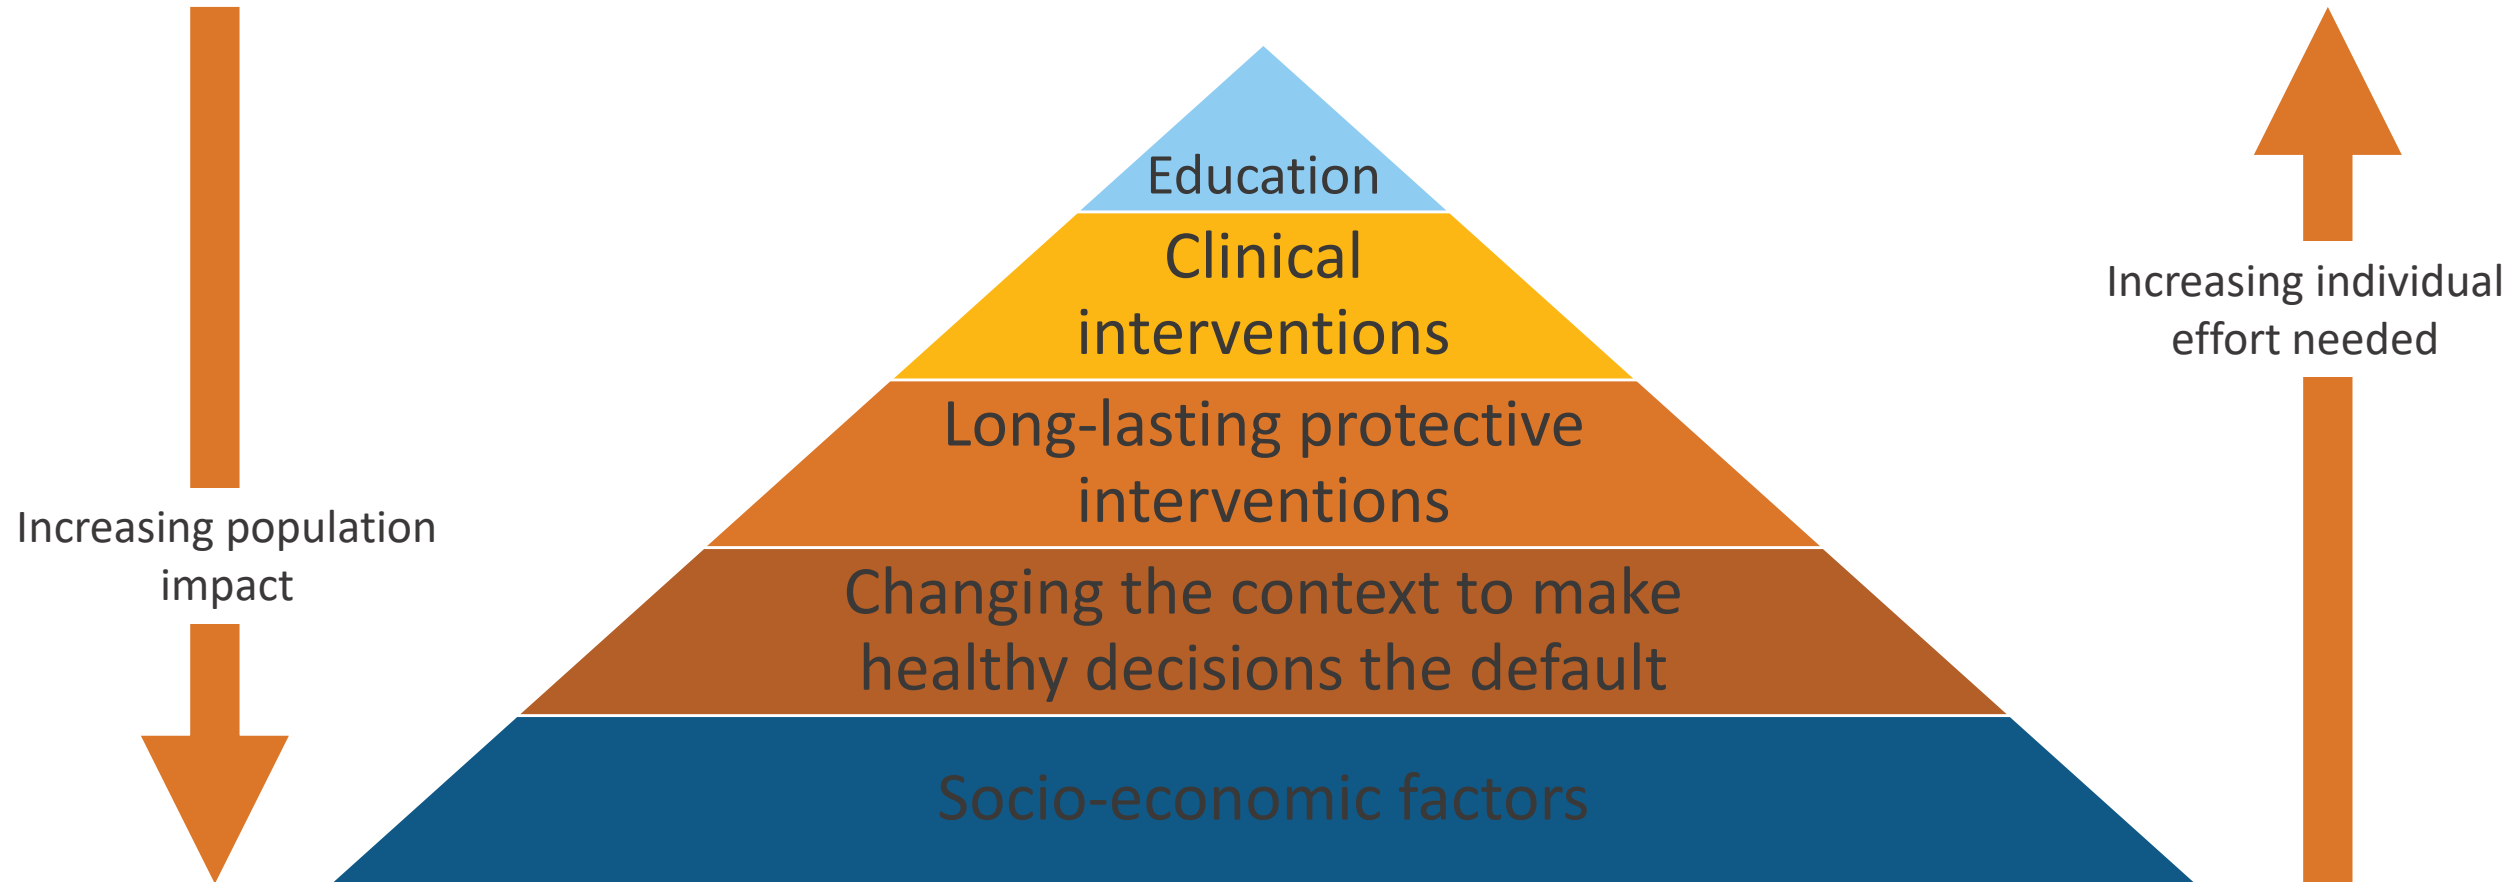 Education
Clinical
interventions
Long-lasting protective
interventions
Changing the context to make
healthy decisions the default
Socio-economic factors
Increasing population
impact
Increasing individual
effort needed